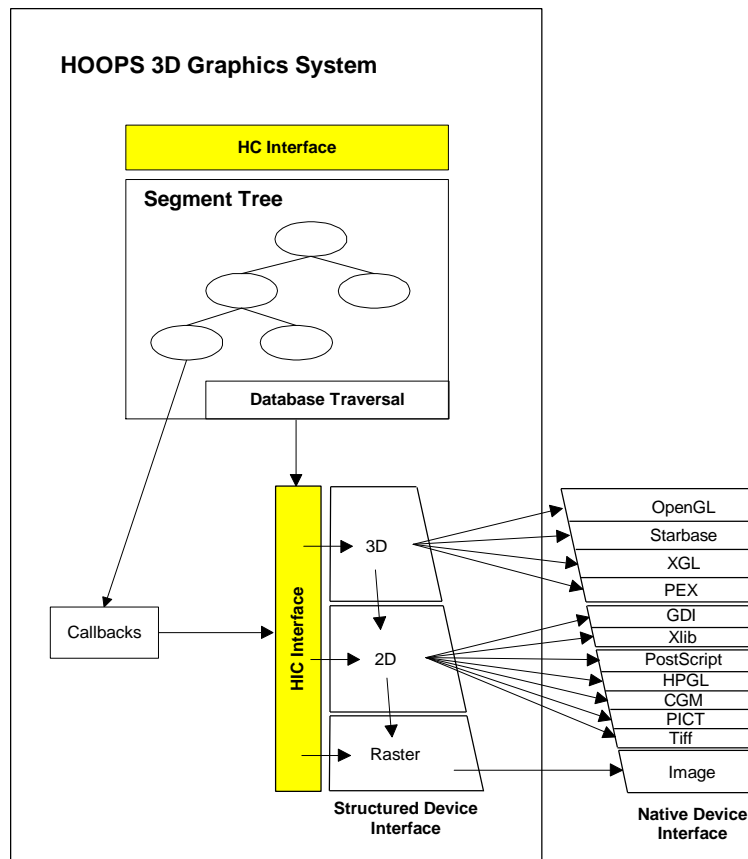 HOOPS 3D Graphics System
HC Interface
Segment Tree
Database Traversal
HIC Interface
3D
2D
Raster
Callbacks
Structured Device
Interface
OpenGL
Starbase
XGL
PEX
GDI
Xlib
PostScript
HPGL
CGM
PICT
Tiff
Image
Native Device
Interface